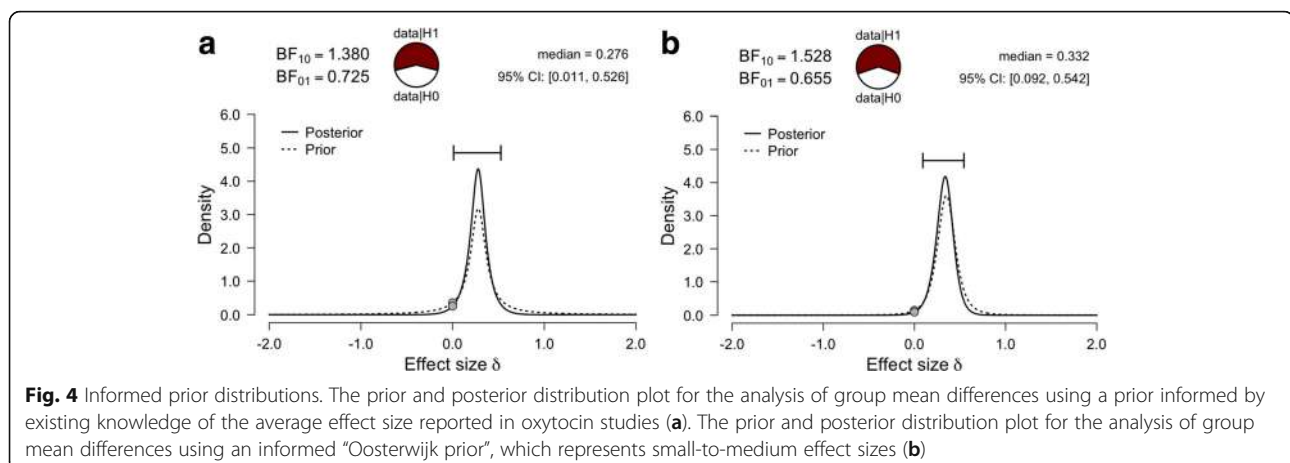 a
BF10 = 1.380
BF01 = 0.725
data|H1
data|H0
median = 0.276
95% CI: [0.011, 0.526]
6.0
5.0
4.0
3.0
2.0
1.0
0.0
Density
Posterior
Prior
-2.0 -1.0 0.0 1.0 2.0
Effect size δ
b
BF10 = 1.528
BF01 = 0.655
data|H1
data|H0
median = 0.332
95% CI: [0.092, 0.542]
6.0
5.0
4.0
3.0
2.0
1.0
0.0
Density
Posterior
Prior
-2.0 -1.0 0.0 1.0 2.0
Effect size δ
Fig. 4 Informed prior distributions. The prior and posterior distribution plot for the analysis of group mean differences using a prior informed by
existing knowledge of the average effect size reported in oxytocin studies (a). The prior and posterior distribution plot for the analysis of group
mean differences using an informed “Oosterwijk prior”, which represents small-to-medium effect sizes (b)